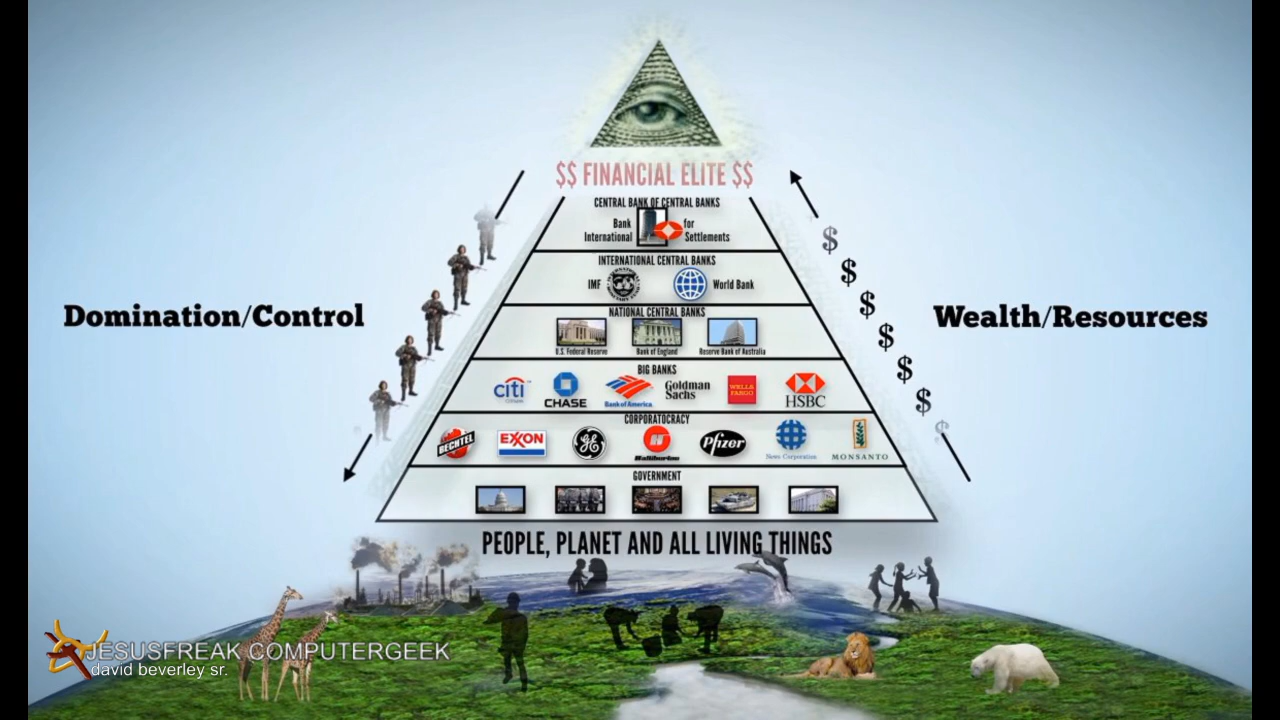 $$ FINANCIAL ELITE $$
CENTRAL BANK OF CENTRAL BANKS
Bank for
International Settlements
INTERNATIONAL CENTRAL BANKS
IMF World Bank
NATIONAL CENTRAL BANKS
U.S. Federal Reserve Bank of England Reserve Bank of Australia
Domination/Control
Wealth/Resources
$
$
$
$
$
$
$
BIG BANKS
citi CHASE Bank of America Goldman Sachs WELLS FARGO HSBC
CORPORATOCRACY
BECHTEL EXXON GE Halliburton Pfizer News Corporation MONSANTO
GOVERNMENT
PEOPLE, PLANET AND ALL LIVING THINGS
JESUSFREAK COMPUTERGEEK
david beverley sr.